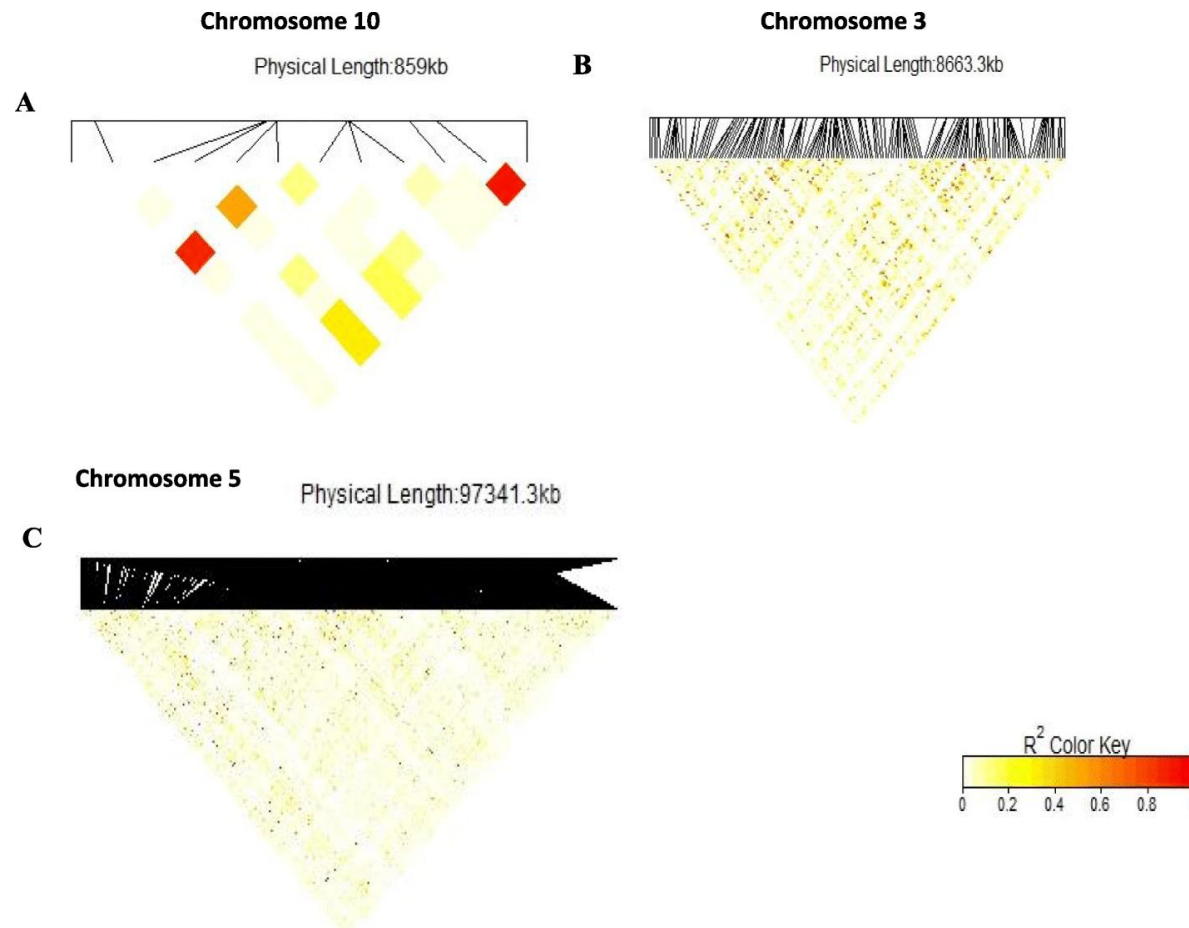 Chromosome 10
Physical Length:859kb
A
Chromosome 3
Physical Length:8663.3kb
B
Chromosome 5
Physical Length:97341.3kb
C
R² Color Key
0 0.2 0.4 0.6 0.8